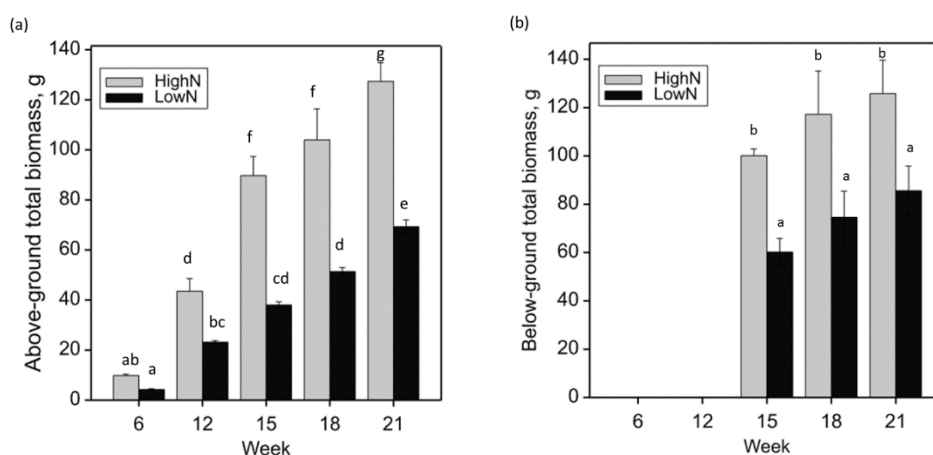 (a)
Above-ground total biomass, g
140
120
100
80
60
40
20
0
HighN
LowN
ab
a
d
bc
f
cd
f
d
g
e
6 12 15 18 21
Week
(b)
Below-ground total biomass, g
140
120
100
80
60
40
20
0
HighN
LowN
b
a
b
a
b
a
6 12 15 18 21
Week